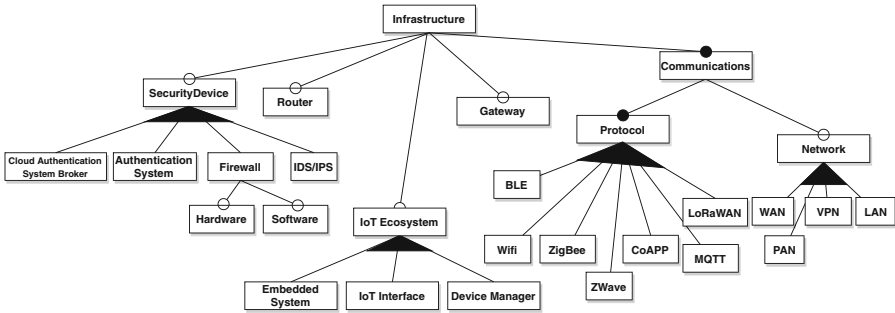 Infrastructure
SecurityDevice
Router
Gateway
Communications
Cloud Authentication
System Broker
Authentication
System
Firewall
IDS/IPS
Hardware
Software
IoT Ecosystem
Embedded
System
IoT Interface
Device Manager
Protocol
Network
BLE
Wifi
ZigBee
ZWave
CoAPP
MQTT
LoRaWAN
WAN
PAN
VPN
LAN